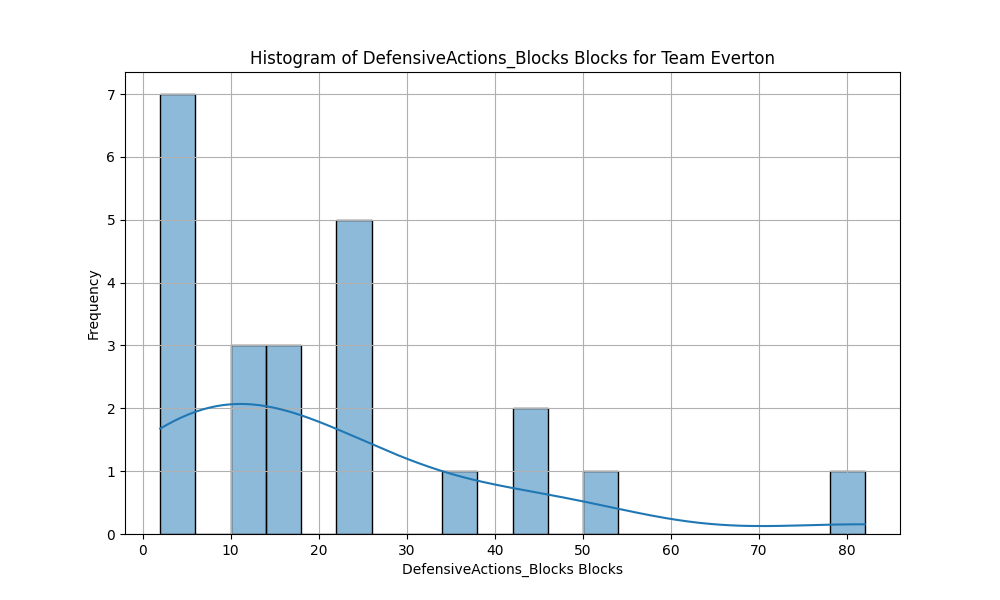 Histogram of DefensiveActions_Blocks Blocks for Team Everton
7
6
5
4
3
2
1
0
Frequency
0 10 20 30 40 50 60 70 80
DefensiveActions_Blocks Blocks